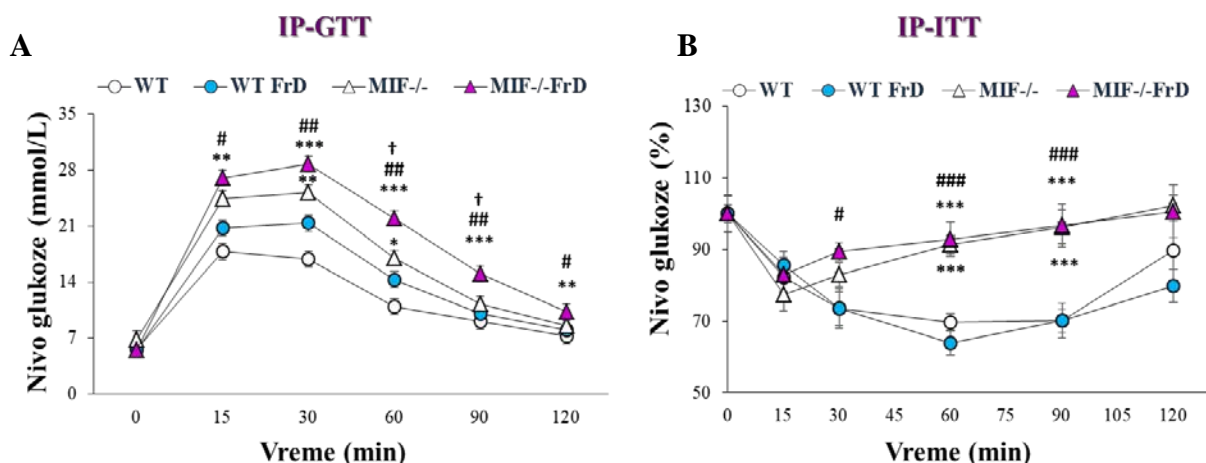 IP-GTT
A
WT WT FrD MIF-/- MIF-/-FrD
Nivo glukoze (mmol/L)
35
28
21
14
7
0
#
**
##
***
**
†
##
***
*
†
##
***
#
**
0 15 30 60 90 120
Vreme (min)
IP-ITT
B
WT WT FrD MIF-/- MIF-/-FrD
Nivo glukoze (%)
130
110
90
70
50
#
###
***
***
###
***
***
0 15 30 45 60 75 90 105 120
Vreme (min)